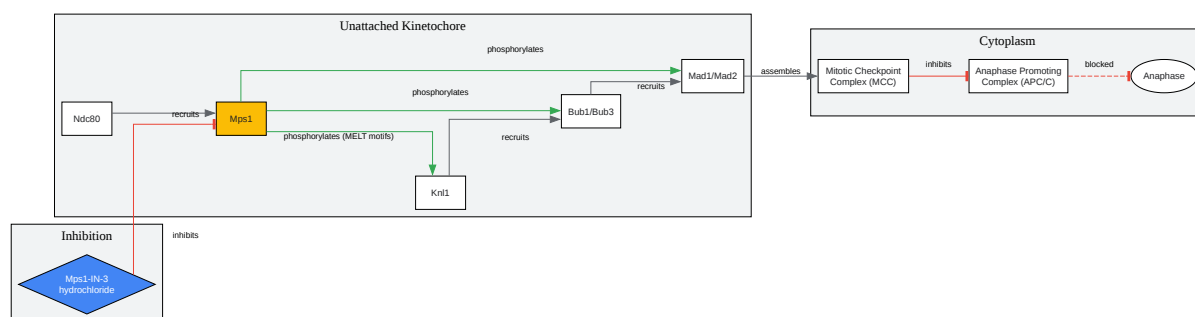 Unattached Kinetochore
Cytoplasm
phosphorylates
Mad1/Mad2
assembles
Mitotic Checkpoint
Complex (MCC)
inhibits
Anaphase Promoting
Complex (APC/C)
blocked
Anaphase
recruits
phosphorylates
Ndc80
recruits
Mps1
Bub1/Bub3
phosphorylates (MELT motifs)
recruits
Knl1
Inhibition
inhibits
Mps1-IN-3
hydrochloride